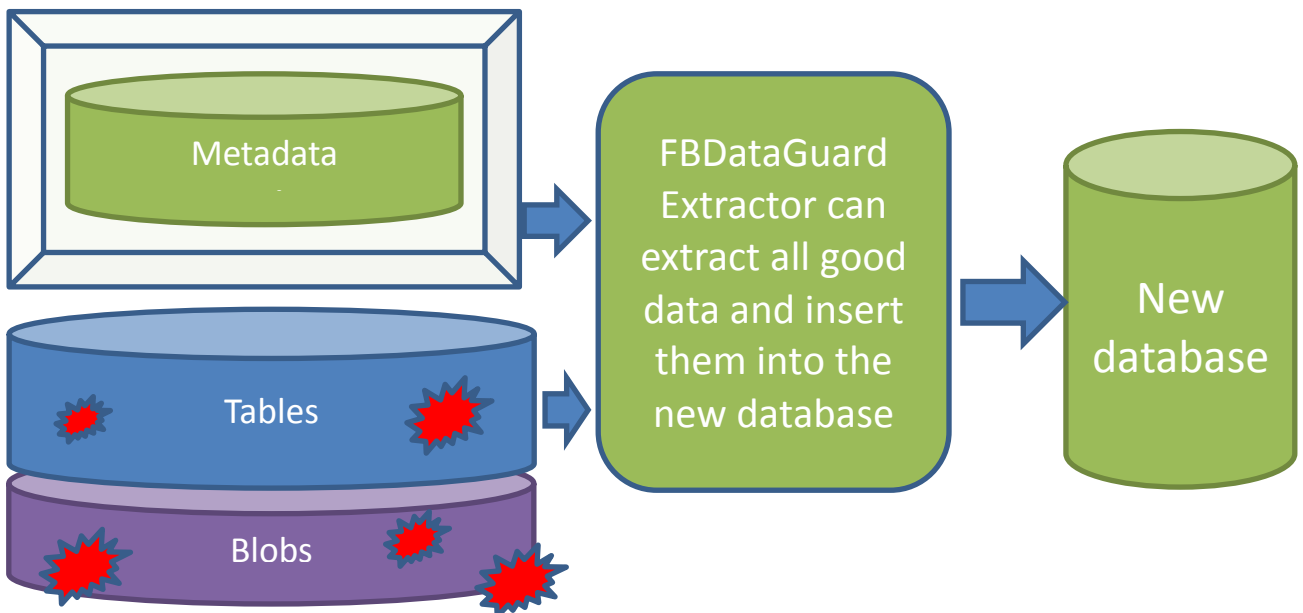 Metadata
FBDataGuard
Extractor can
extract all good
data and insert
them into the
new database
New
database
Tables
Blobs